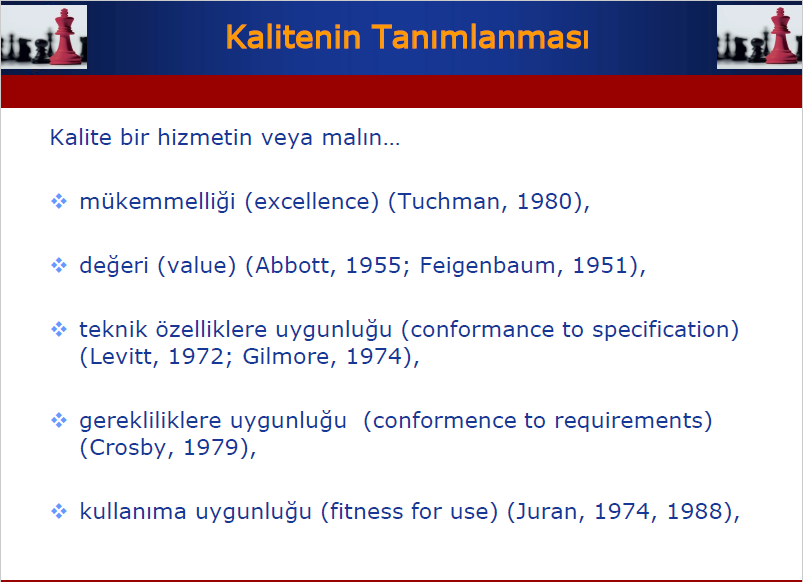 Kalitenin Tanımlanması
Kalite bir hizmetin veya malın…
mükemmelliği (excellence) (Tuchman, 1980),
değeri (value) (Abbott, 1955; Feigenbaum, 1951),
teknik özelliklere uygunluğu (conformance to specification)
(Levitt, 1972; Gilmore, 1974),
gerekliliklere uygunluğu (conformence to requirements)
(Crosby, 1979),
kullanıma uygunluğu (fitness for use) (Juran, 1974, 1988),